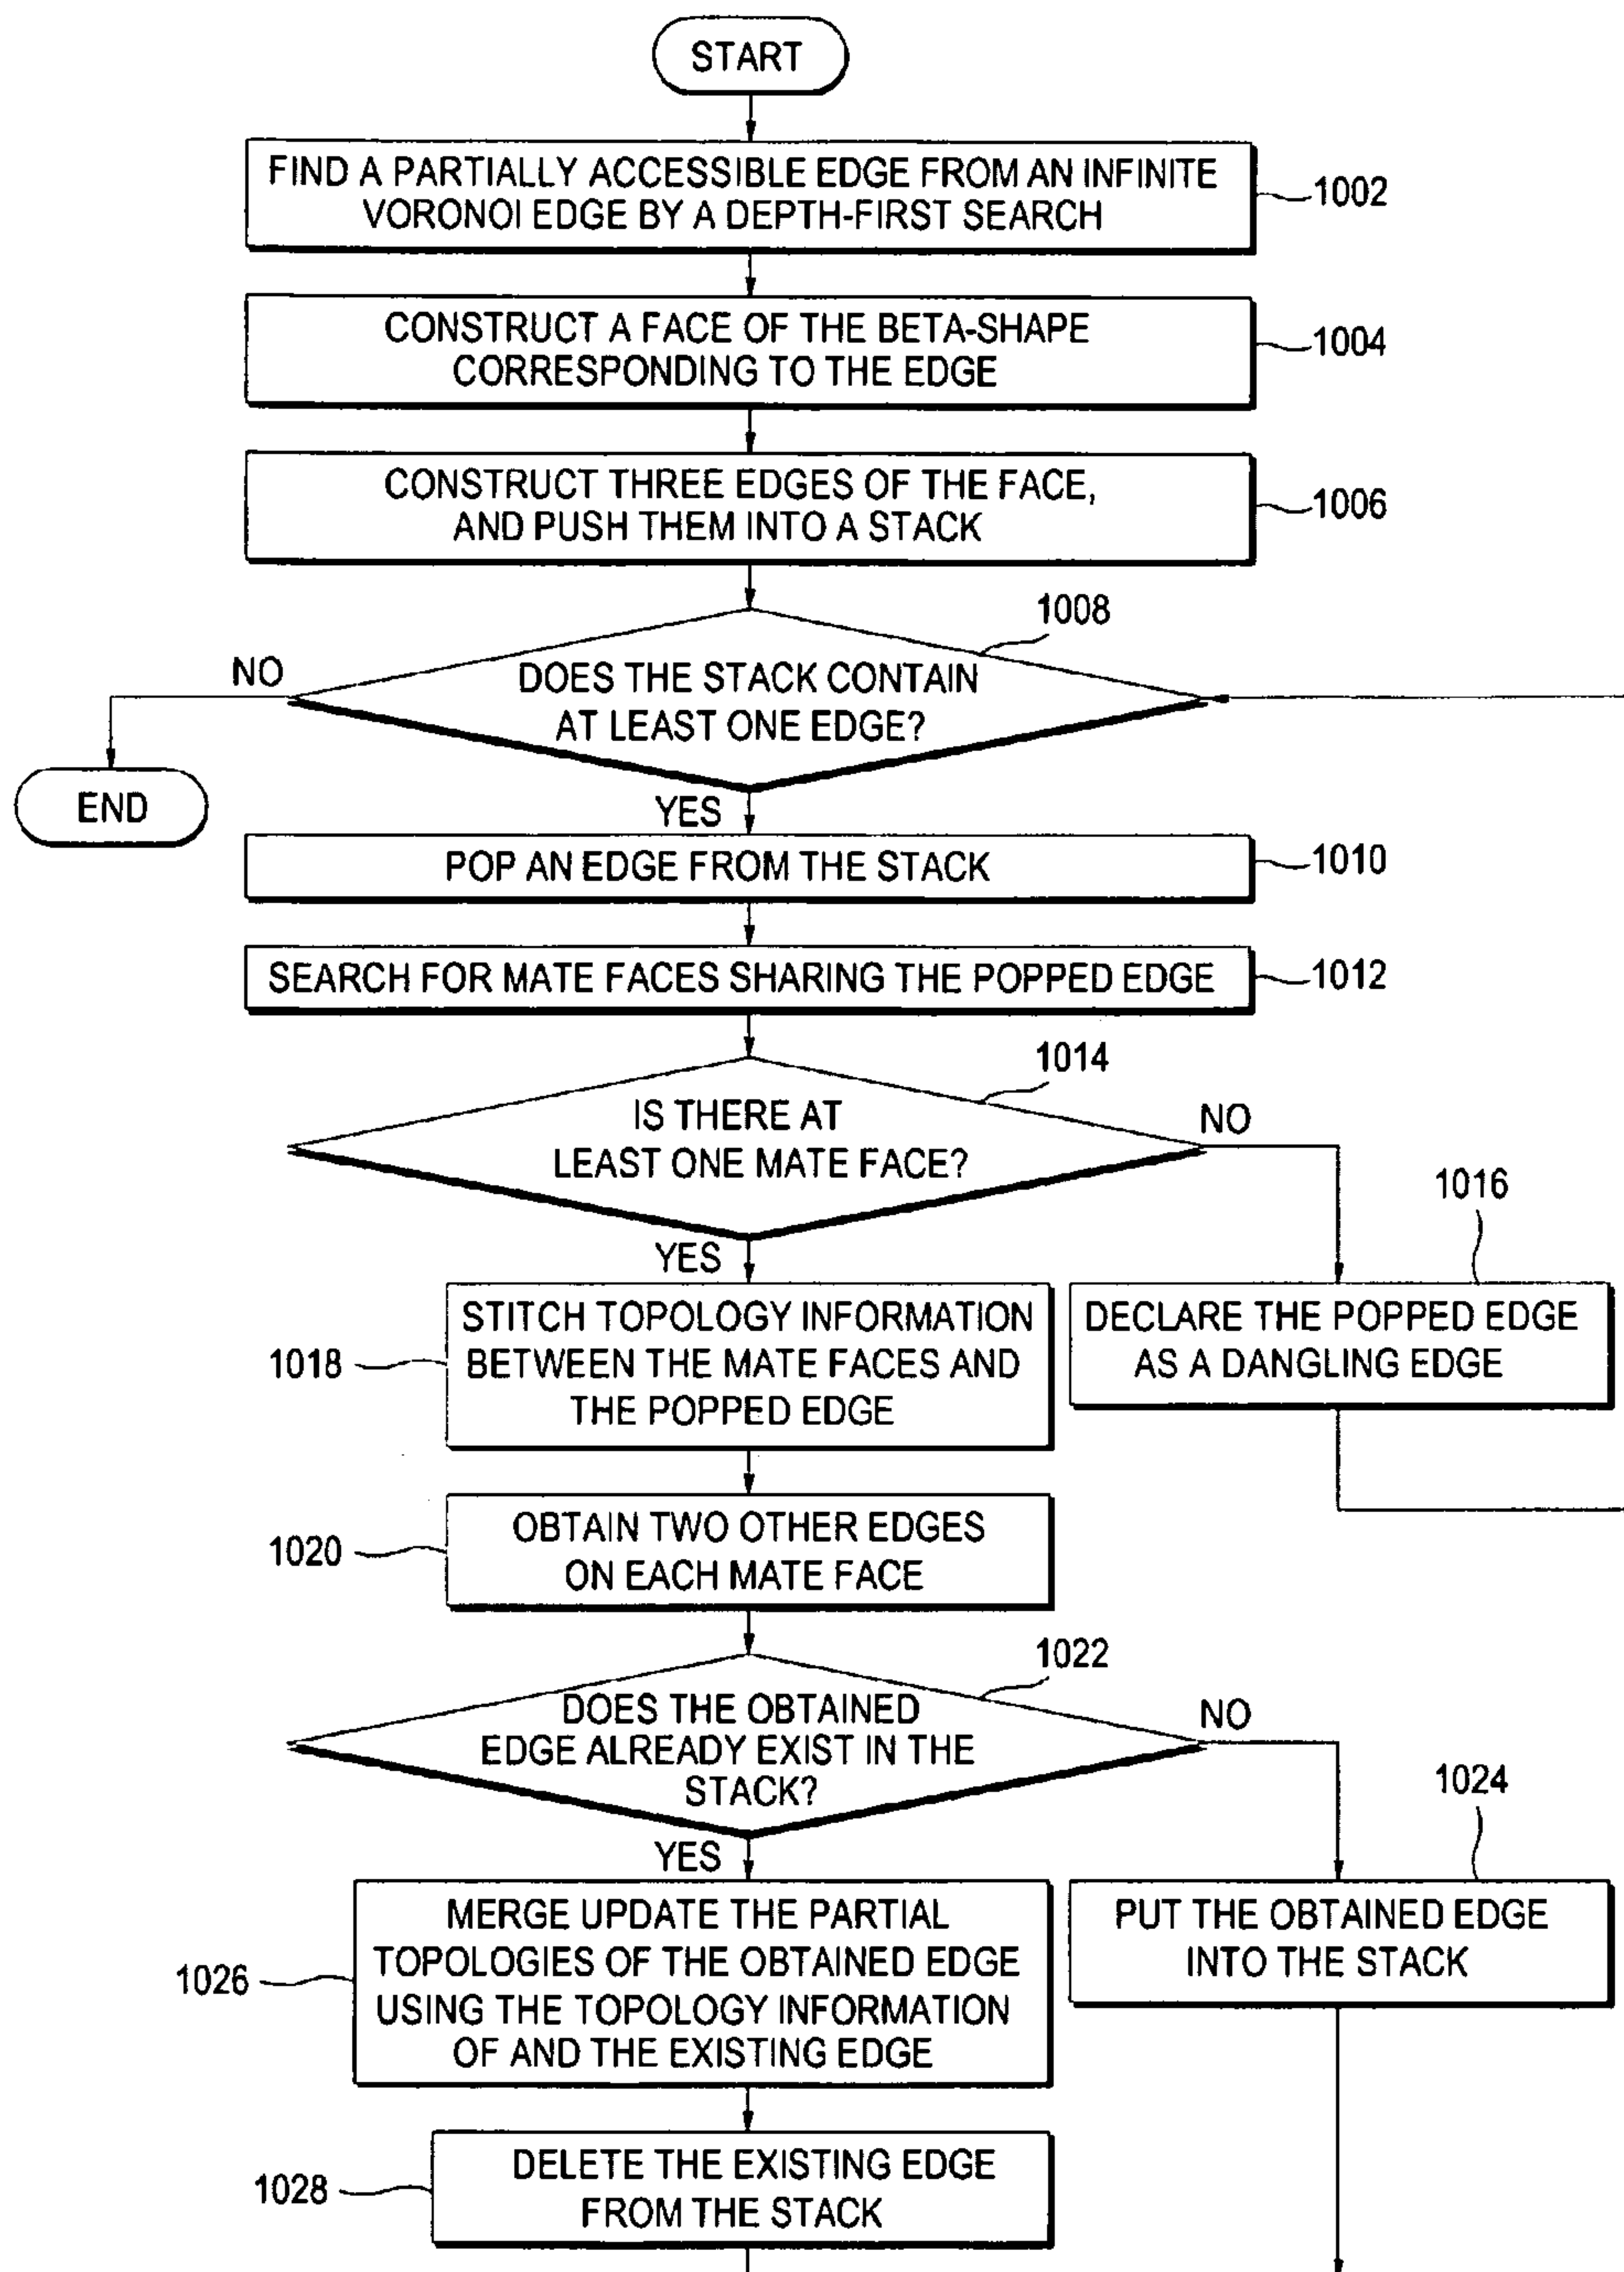 START
FIND A PARTIALLY ACCESSIBLE EDGE FROM AN INFINITE
VORONOI EDGE BY A DEPTH-FIRST SEARCH
1002
CONSTRUCT A FACE OF THE BETA-SHAPE
CORRESPONDING TO THE EDGE
1004
CONSTRUCT THREE EDGES OF THE FACE,
AND PUSH THEM INTO A STACK
1006
1008
NO
DOES THE STACK CONTAIN
AT LEAST ONE EDGE?
END
YES
POP AN EDGE FROM THE STACK
1010
SEARCH FOR MATE FACES SHARING THE POPPED EDGE
1012
1014
IS THERE AT
LEAST ONE MATE FACE?
NO
1016
YES
STITCH TOPOLOGY INFORMATION
BETWEEN THE MATE FACES AND
THE POPPED EDGE
1018
DECLARE THE POPPED EDGE
AS A DANGLING EDGE
OBTAIN TWO OTHER EDGES
ON EACH MATE FACE
1020
1022
DOES THE OBTAINED
EDGE ALREADY EXIST IN THE
STACK?
NO
1024
YES
MERGE UPDATE THE PARTIAL
TOPOLOGIES OF THE OBTAINED EDGE
USING THE TOPOLOGY INFORMATION
OF AND THE EXISTING EDGE
1026
PUT THE OBTAINED EDGE
INTO THE STACK
DELETE THE EXISTING EDGE
FROM THE STACK
1028